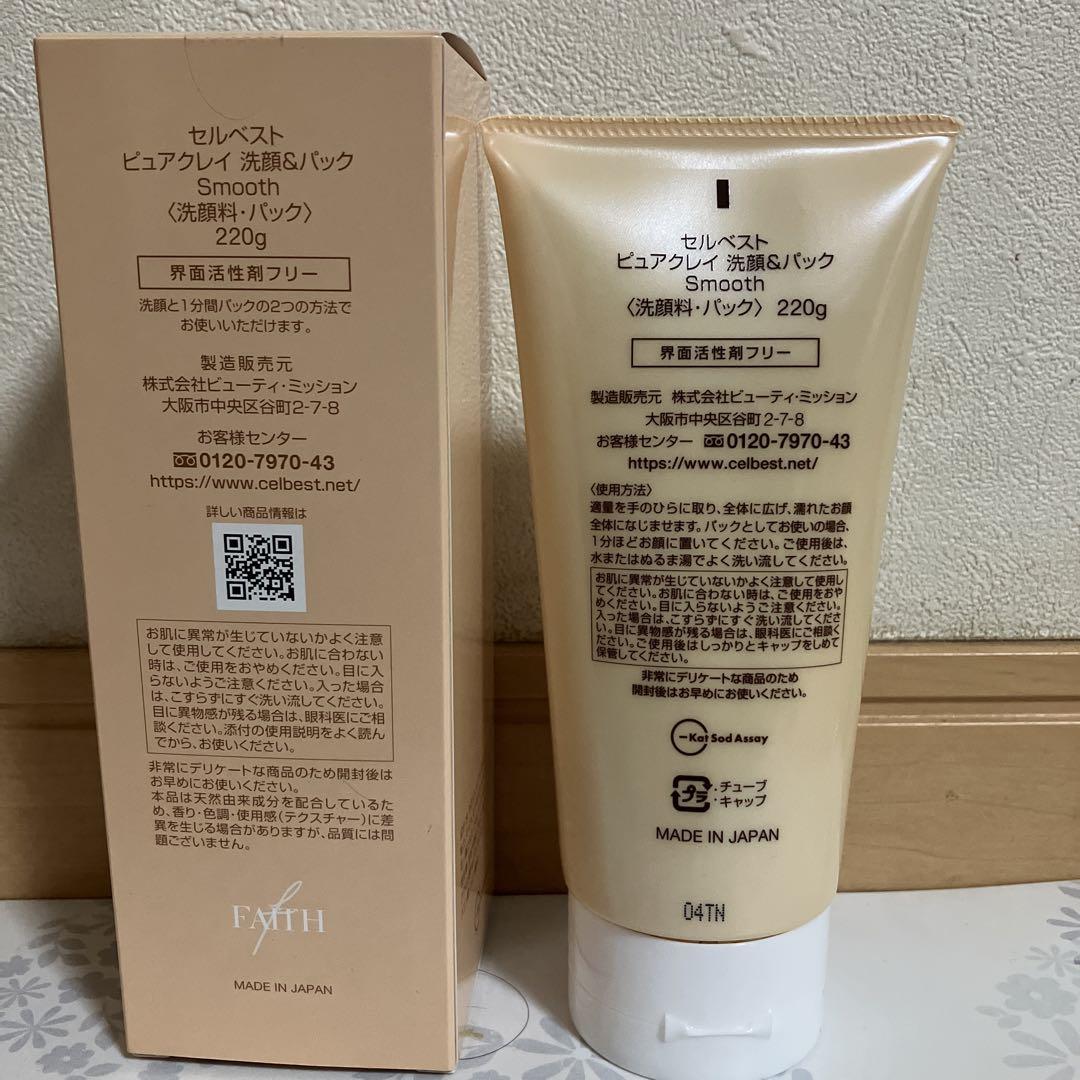 セルベスト
ピュアクレイ 洗顔&パック
Smooth
〈洗顔料・パック〉
220g
界面活性剤フリー
洗顔と1分間パックの2つの方法で
お使いいただけます。
製造販売元
株式会社ビューティ・ミッション
大阪市中央区谷町2-7-8
お客様センター
0120-7970-43
https://www.celbest.net/
詳しい商品情報は
お肌に異常が生じていないかよく注意
して使用してください。お肌に合わない
時は、ご使用をおやめください。目に入
らないようご注意ください。入った場合
は、こすらずにすぐ洗い流してください。
目に異物感が残る場合は、眼科医にご相
談ください。添付の使用説明をよく読ん
でから、お使いください。
非常にデリケートな商品のため開封後は
お早めにお使いください。
本品は天然由来成分を配合しているた
め、香り・色調・使用感(テクスチャー)に差
異を生じる場合がありますが、品質には問
題ございません。
FAITH
MADE IN JAPAN
セルベスト
ピュアクレイ 洗顔&パック
Smooth
〈洗顔料・パック〉 220g
界面活性剤フリー
製造販売元 株式会社ビューティ・ミッション
大阪市中央区谷町2-7-8
お客様センター 0120-7970-43
https://www.celbest.net/
〈使用方法〉
適量を手のひらに取り、全体に広げ、濡れたお顔
全体になじませます。パックとしてお使いの場合、
1分ほどお顔に置いてください。ご使用後は、
水またはぬるま湯でよく洗い流してください。
お肌に異常が生じていないかよく注意して使用し
てください。お肌に合わない時は、ご使用をおや
めください。目に入らないようご注意ください。
入った場合は、こすらずにすぐ洗い流してくださ
い。目に異物感が残る場合は、眼科医にご相談く
ださい。ご使用後はしっかりとキャップをしめて
保管してください。
非常にデリケートな商品のため
開封後はお早めにお使いください。
Kat Sod Assay
プラ
・チューブ
・キャップ
MADE IN JAPAN
04TN